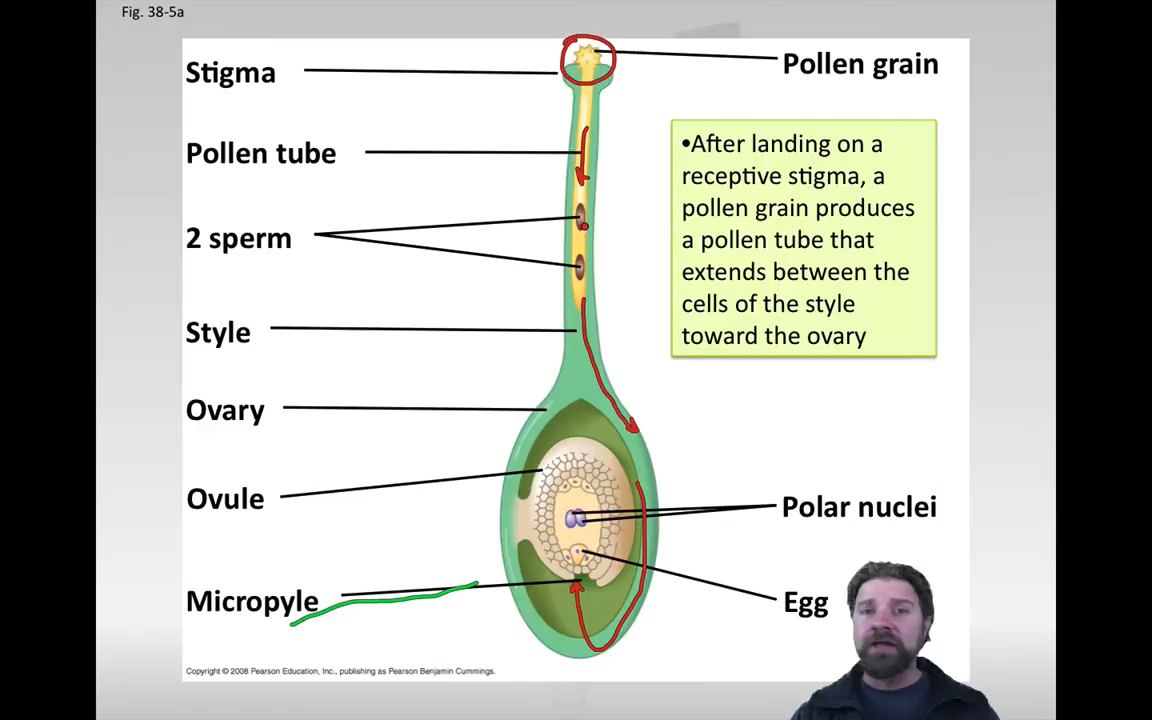 Fig. 38-5a
Stigma
Pollen grain
Pollen tube
•After landing on a
receptive stigma, a
pollen grain produces
a pollen tube that
extends between the
cells of the style
toward the ovary
2 sperm
Style
Ovary
Ovule
Polar nuclei
Micropyle
Egg
Copyright © 2008 Pearson Education, Inc., publishing as Pearson Benjamin Cummings.